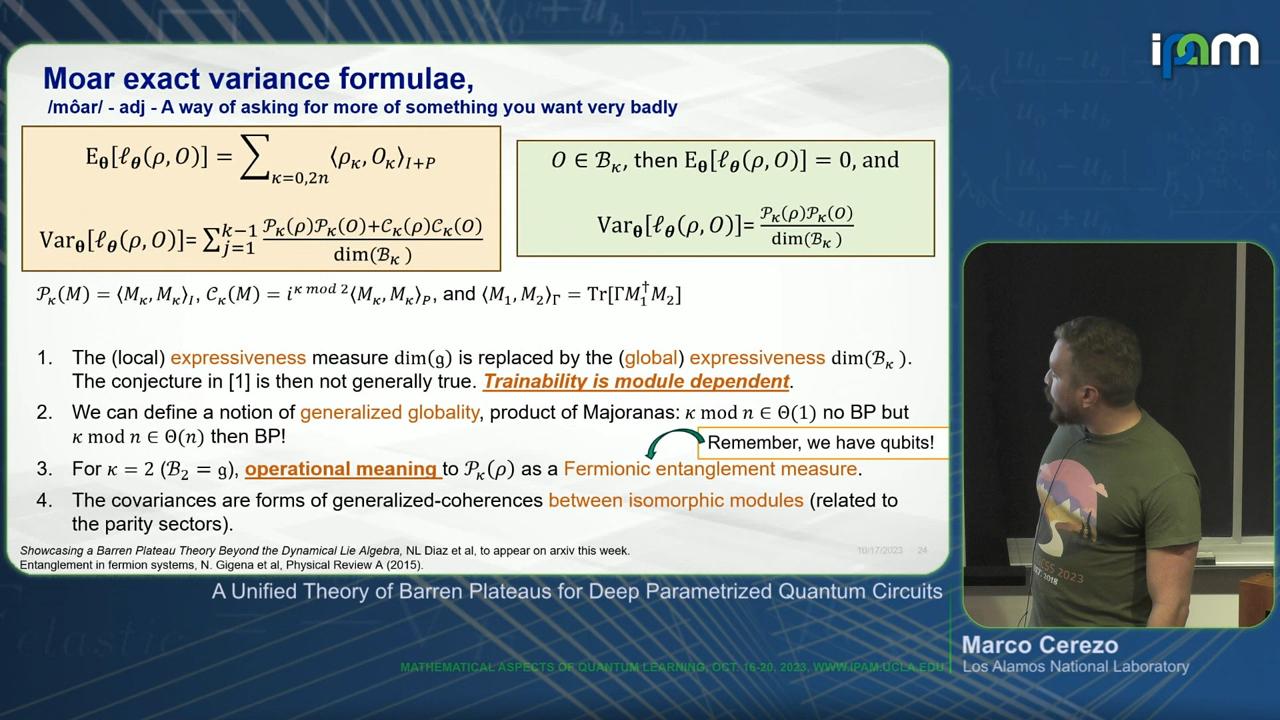 ipam
Moar exact variance formulae,
/môar/ - adj - A way of asking for more of something you want very badly
E_θ[ℓ_θ(ρ, O)] = ∑_{κ=0,2n} ⟨ρ_κ, O_κ⟩_{I+P}
Var_θ[ℓ_θ(ρ, O)]= ∑_{j=1}^{k−1} (𝒫_κ(ρ)𝒫_κ(O)+𝒞_κ(ρ)𝒞_κ(O)) / dim(ℬ_κ )
O ∈ ℬ_κ, then E_θ[ℓ_θ(ρ, O)] = 0, and
Var_θ[ℓ_θ(ρ, O)]= 𝒫_κ(ρ)𝒫_κ(O) / dim(ℬ_κ )
𝒫_κ(M) = ⟨M_κ, M_κ⟩_I, 𝒞_κ(M) = i^{κ mod 2}⟨M_κ, M_κ⟩_P, and ⟨M_1, M_2⟩_Γ = Tr[ΓM_1^†M_2]
1. The (local) expressiveness measure dim(𝔤) is replaced by the (global) expressiveness dim(ℬ_κ ).
The conjecture in [1] is then not generally true. Trainability is module dependent.
2. We can define a notion of generalized globality, product of Majoranas: κ mod n ∈ Θ(1) no BP but
κ mod n ∈ Θ(n) then BP!
Remember, we have qubits!
3. For κ = 2 (ℬ_2 = 𝔤), operational meaning to 𝒫_κ(ρ) as a Fermionic entanglement measure.
4. The covariances are forms of generalized-coherences between isomorphic modules (related to
the parity sectors).
Showcasing a Barren Plateau Theory Beyond the Dynamical Lie Algebra, NL Diaz et al, to appear on arxiv this week.
10/17/2023 24
Entanglement in fermion systems, N. Gigena et al, Physical Review A (2015).
A Unified Theory of Barren Plateaus for Deep Parametrized Quantum Circuits
Marco Cerezo
Los Alamos National Laboratory
MATHEMATICAL ASPECTS OF QUANTUM LEARNING, OCT. 16-20, 2023, WWW.IPAM.UCLA.EDU
2023
2018
elastic